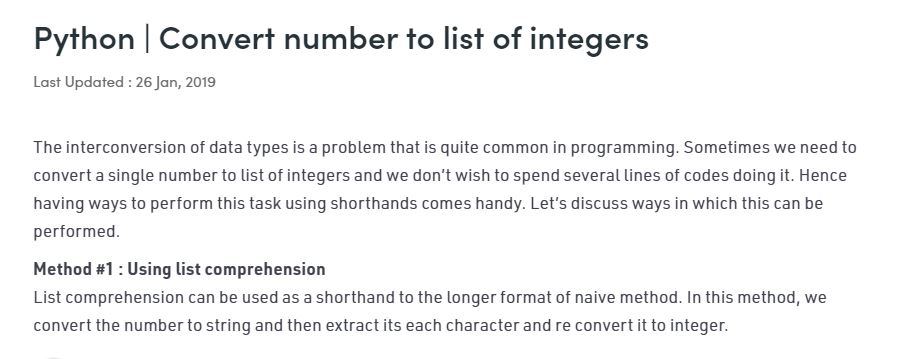 Python | Convert number to list of integers
Last Updated : 26 Jan, 2019
The interconversion of data types is a problem that is quite common in programming. Sometimes we need to
convert a single number to list of integers and we don’t wish to spend several lines of codes doing it. Hence
having ways to perform this task using shorthands comes handy. Let’s discuss ways in which this can be
performed.
Method #1 : Using list comprehension
List comprehension can be used as a shorthand to the longer format of naive method. In this method, we
convert the number to string and then extract its each character and re convert it to integer.